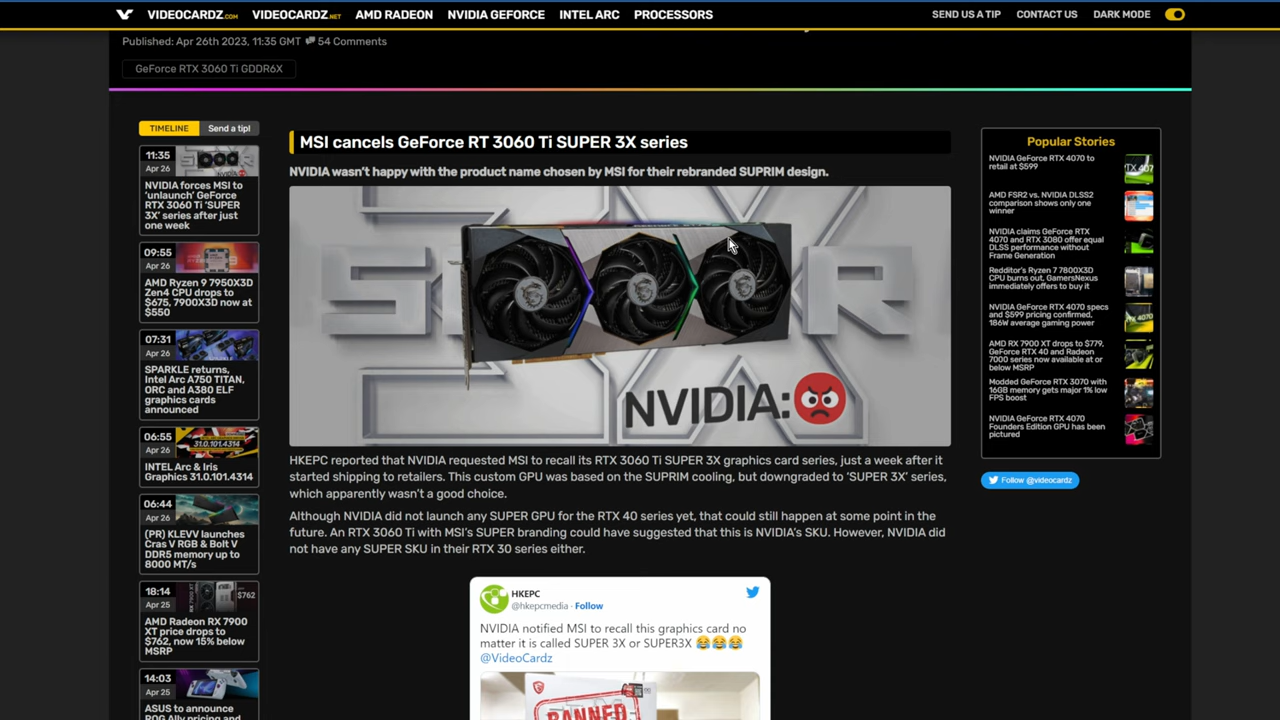 VIDEOCARDZ.COM VIDEOCARDZ.NET AMD RADEON NVIDIA GEFORCE INTEL ARC PROCESSORS SEND US A TIP CONTACT US DARK MODE
Published: Apr 26th 2023, 11:35 GMT 54 Comments
GeForce RTX 3060 Ti GDDR6X
TIMELINE Send a tip!
11:35
Apr 26
NVIDIA forces MSI to
'unlaunch' GeForce
RTX 3060 Ti 'SUPER
3X' series after just
one week
09:55
Apr 26
AMD Ryzen 9 7950X3D
Zen4 CPU drops to
$675, 7900X3D now at
$550
07:31
Apr 26
SPARKLE returns,
Intel Arc A750 TITAN,
ORC and A380 ELF
graphics cards
announced
06:55
Apr 26
31.0.101.4314
INTEL Arc & Iris
Graphics 31.0.101.4314
06:44
Apr 26
(PR) KLEVV launches
Cras V RGB & Bolt V
DDR5 memory up to
8000 MT/s
18:14
Apr 25
$762
AMD Radeon RX 7900
XT price drops to
$762, now 15% below
MSRP
14:03
Apr 25
ASUS to announce
ROG Ally pricing and
MSI cancels GeForce RT 3060 Ti SUPER 3X series
NVIDIA wasn't happy with the product name chosen by MSI for their rebranded SUPRIM design.
NVIDIA:
HKEPC reported that NVIDIA requested MSI to recall its RTX 3060 Ti SUPER 3X graphics card series, just a week after it
started shipping to retailers. This custom GPU was based on the SUPRIM cooling, but downgraded to 'SUPER 3X' series,
which apparently wasn't a good choice.
Although NVIDIA did not launch any SUPER GPU for the RTX 40 series yet, that could still happen at some point in the
future. An RTX 3060 Ti with MSI's SUPER branding could have suggested that this is NVIDIA's SKU. However, NVIDIA did
not have any SUPER SKU in their RTX 30 series either.
HKEPC
@hkepcmedia · Follow
NVIDIA notified MSI to recall this graphics card no
matter it is called SUPER 3X or SUPER3X 😂😂😂
@VideoCardz
BANNED
Popular Stories
NVIDIA GeForce RTX 4070 to
retail at $599
AMD FSR2 vs. NVIDIA DLSS2
comparison shows only one
winner
NVIDIA claims GeForce RTX
4070 and RTX 3080 offer equal
DLSS performance without
Frame Generation
Redditor's Ryzen 7 7800X3D
CPU burns out, GamersNexus
immediately offers to buy it
NVIDIA GeForce RTX 4070 specs
and $599 pricing confirmed,
186W average gaming power
AMD RX 7900 XT drops to $779,
GeForce RTX 40 and Radeon
7000 series now available at or
below MSRP
Modded GeForce RTX 3070 with
16GB memory gets major 1% low
FPS boost
NVIDIA GeForce RTX 4070
Founders Edition GPU has been
pictured
Follow @videocardz